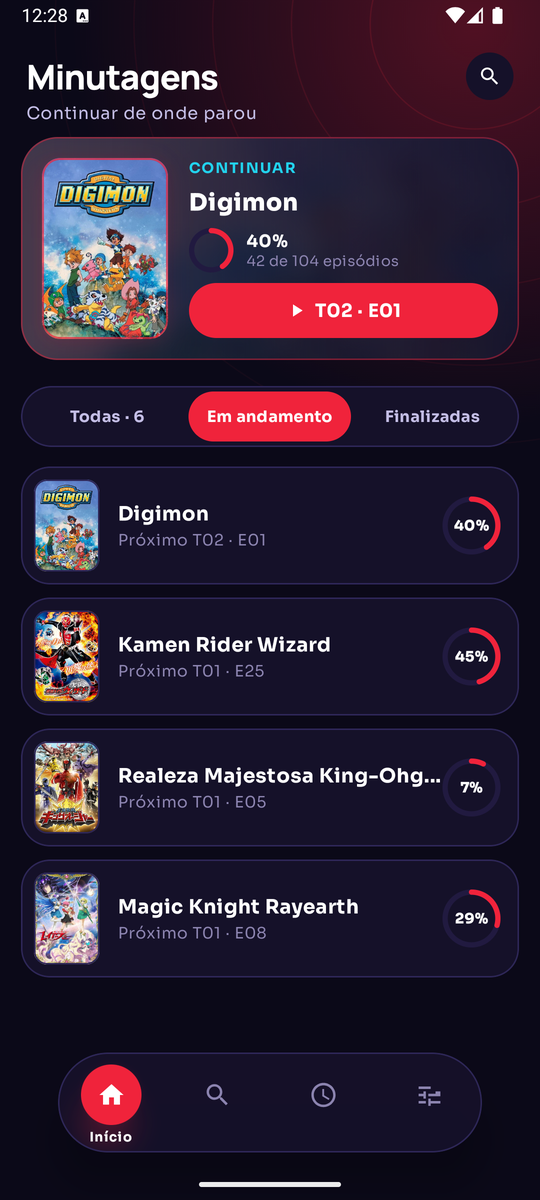 12:28 A
Minutagens
Continuar de onde parou
DIGIMON
CONTINUAR
Digimon
40%
42 de 104 episódios
T02 · E01
Todas · 6
Em andamento
Finalizadas
DIGIMON
Digimon
Próximo T02 · E01
40%
Kamen Rider Wizard
Próximo T01 · E25
45%
Realeza Majestosa King-Ohg...
Próximo T01 · E05
7%
Magic Knight Rayearth
Próximo T01 · E08
29%
Início